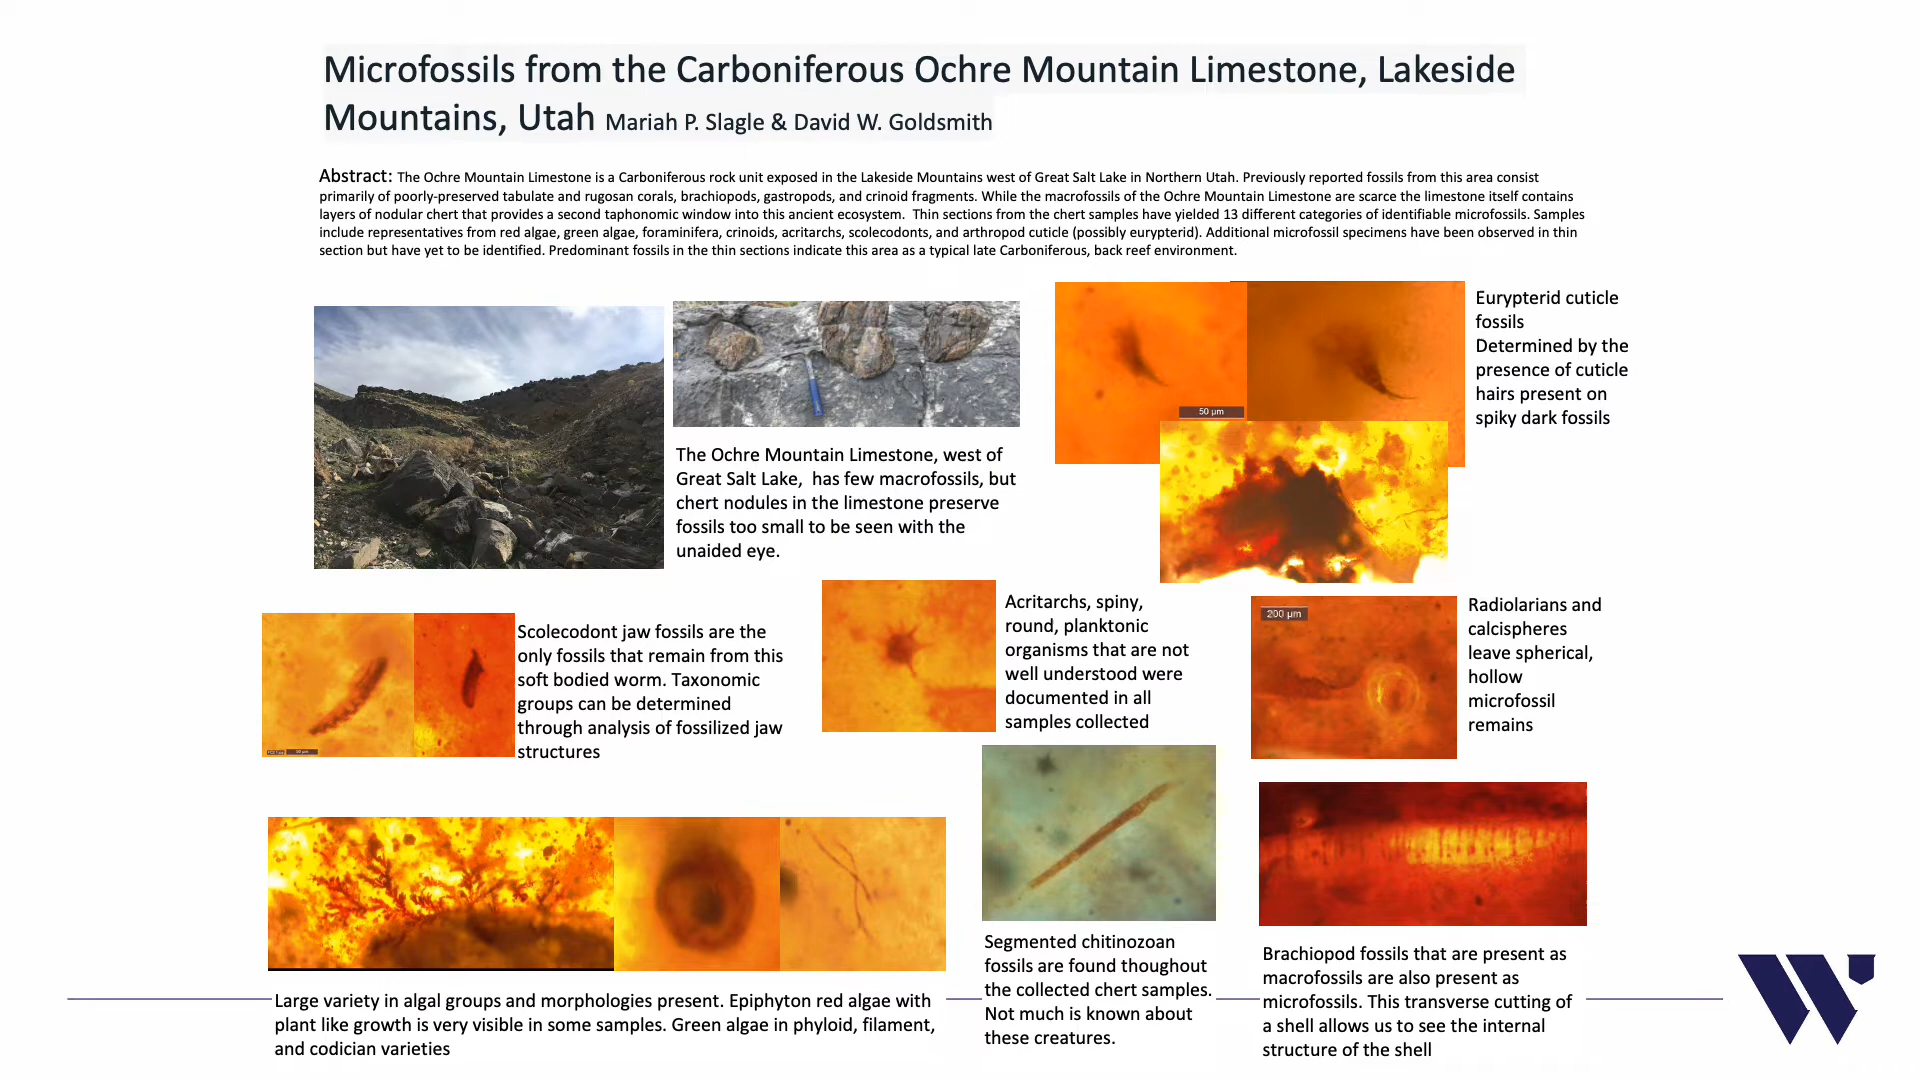 Microfossils from the Carboniferous Ochre Mountain Limestone, Lakeside
Mountains, Utah Mariah P. Slagle & David W. Goldsmith
Abstract: The Ochre Mountain Limestone is a Carboniferous rock unit exposed in the Lakeside Mountains west of Great Salt Lake in Northern Utah. Previously reported fossils from this area consist
primarily of poorly-preserved tabulate and rugosan corals, brachiopods, gastropods, and crinoid fragments. While the macrofossils of the Ochre Mountain Limestone are scarce the limestone itself contains
layers of nodular chert that provides a second taphonomic window into this ancient ecosystem.  Thin sections from the chert samples have yielded 13 different categories of identifiable microfossils. Samples
include representatives from red algae, green algae, foraminifera, crinoids, acritarchs, scolecodonts, and arthropod cuticle (possibly eurypterid). Additional microfossil specimens have been observed in thin
section but have yet to be identified. Predominant fossils in the thin sections indicate this area as a typical late Carboniferous, back reef environment.
The Ochre Mountain Limestone, west of
Great Salt Lake,  has few macrofossils, but
chert nodules in the limestone preserve
fossils too small to be seen with the
unaided eye.
50 µm
Eurypterid cuticle
fossils
Determined by the
presence of cuticle
hairs present on
spiky dark fossils
Scolecodont jaw fossils are the
only fossils that remain from this
soft bodied worm. Taxonomic
groups can be determined
through analysis of fossilized jaw
structures
Acritarchs, spiny,
round, planktonic
organisms that are not
well understood were
documented in all
samples collected
200 µm
Radiolarians and
calcispheres
leave spherical,
hollow
microfossil
remains
Large variety in algal groups and morphologies present. Epiphyton red algae with
plant like growth is very visible in some samples. Green algae in phyloid, filament,
and codician varieties
Segmented chitinozoan
fossils are found thoughout
the collected chert samples.
Not much is known about
these creatures.
Brachiopod fossils that are present as
macrofossils are also present as
microfossils. This transverse cutting of
a shell allows us to see the internal
structure of the shell